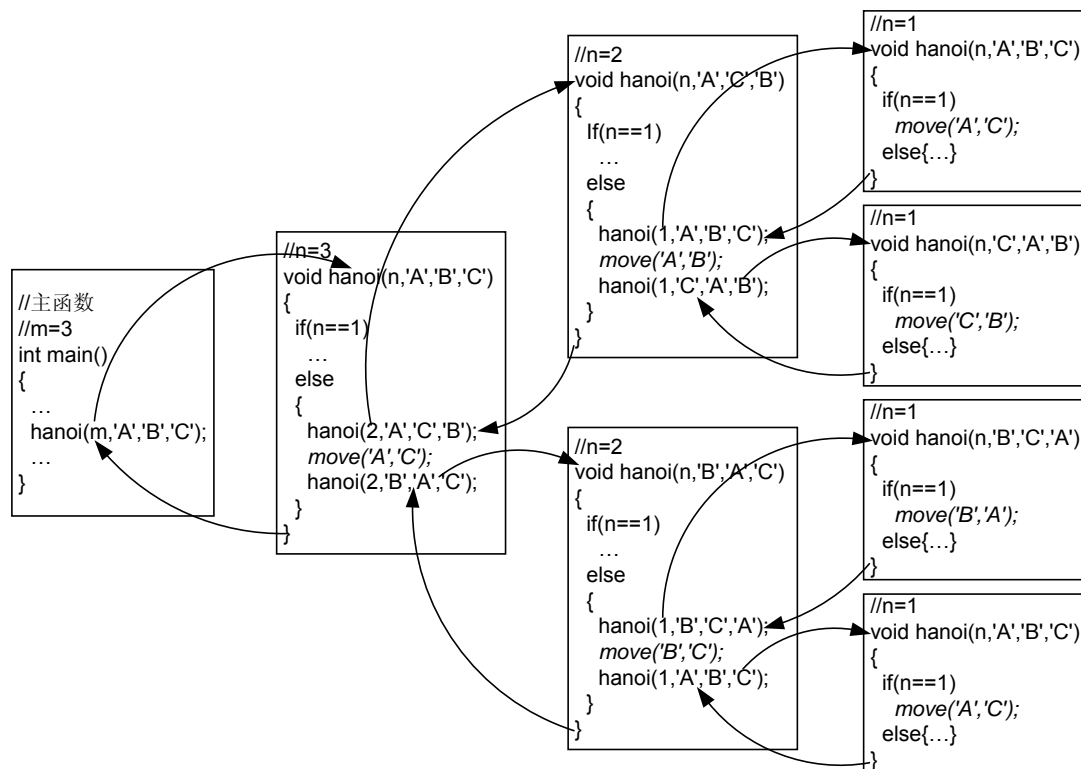 //主函数
//m=3
int main()
{
…
hanoi(m,'A','B','C');
…
}
//n=3
void hanoi(n,'A','B','C')
{
if(n==1)
…
else
{
hanoi(2,'A','C','B');
move('A','C');
hanoi(2,'B','A','C');
}
}
//n=2
void hanoi(n,'A','C','B')
{
If(n==1)
…
else
{
hanoi(1,'A','B','C');
move('A','B');
hanoi(1,'C','A','B');
}
}
//n=2
void hanoi(n,'B','A','C')
{
if(n==1)
…
else
{
hanoi(1,'B','C','A');
move('B','C');
hanoi(1,'A','B','C');
}
}
//n=1
void hanoi(n,'A','B','C')
{
if(n==1)
move('A','C');
else{…}
}
//n=1
void hanoi(n,'C','A','B')
{
if(n==1)
move('C','B');
else{…}
}
//n=1
void hanoi(n,'B','C','A')
{
if(n==1)
move('B','A');
else{…}
}
//n=1
void hanoi(n,'A','B','C')
{
if(n==1)
move('A','C');
else{…}
}